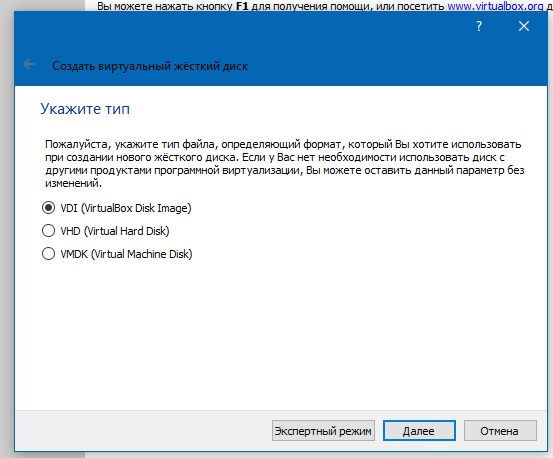 Вы можете нажать кнопку F1 для получения помощи, или посетить www.virtualbox.org д
?
Создать виртуальный жёсткий диск
Укажите тип
Пожалуйста, укажите тип файла, определяющий формат, который Вы хотите использовать
при создании нового жёсткого диска. Если у Вас нет необходимости использовать диск с
другими продуктами программной виртуализации, Вы можете оставить данный параметр без
изменений.
VDI (VirtualBox Disk Image)
VHD (Virtual Hard Disk)
VMDK (Virtual Machine Disk)
Экспертный режим Далее Отмена